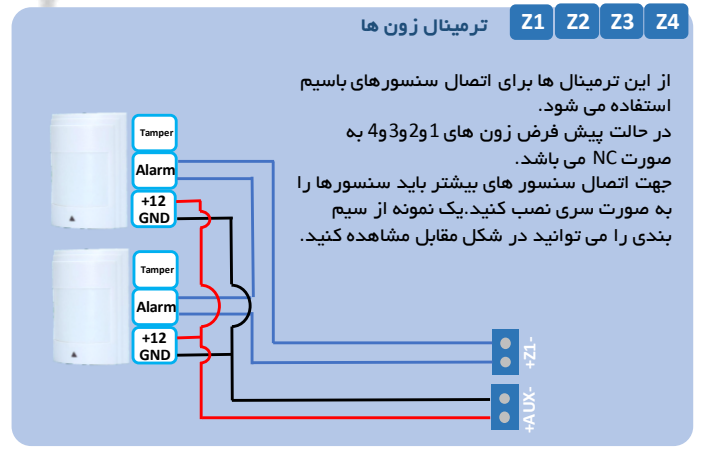 Z1 Z2 Z3 Z4
ترمینال زون ها
از این ترمینال ها برای اتصال سنسورهای باسیم
استفاده می شود.
در حالت پیش فرض زون های 1و2و3و4 به
صورت NC می باشد.
جهت اتصال سنسور های بیشتر باید سنسورها را
به صورت سری نصب کنید.یک نمونه از سیم
بندی را می توانید در شکل مقابل مشاهده کنید.
Tamper
Alarm
+12
GND
Tamper
Alarm
+12
GND
+Z1-
+AUX-